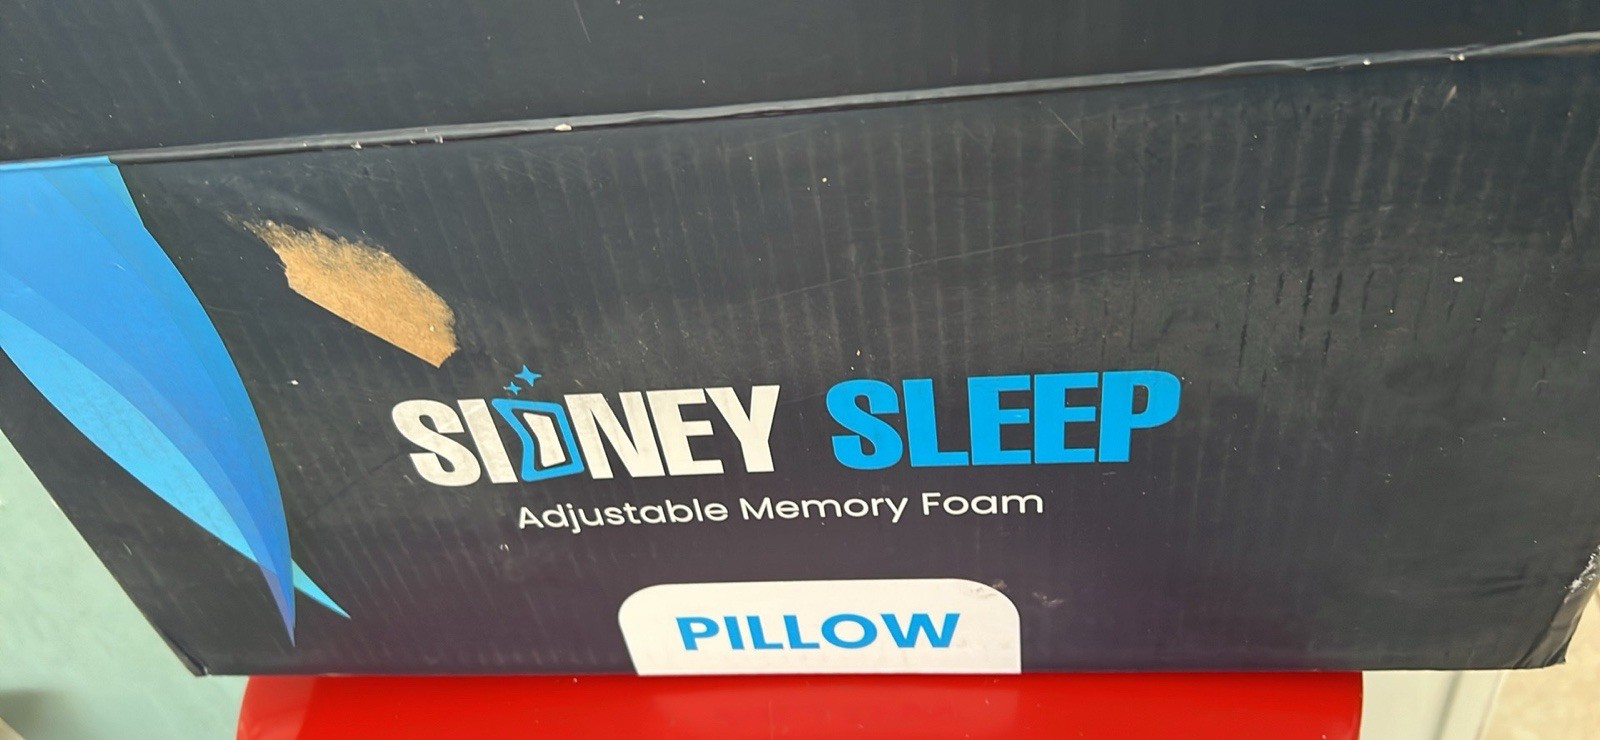 SIDNEY SLEEP
Adjustable Memory Foam
PILLOW